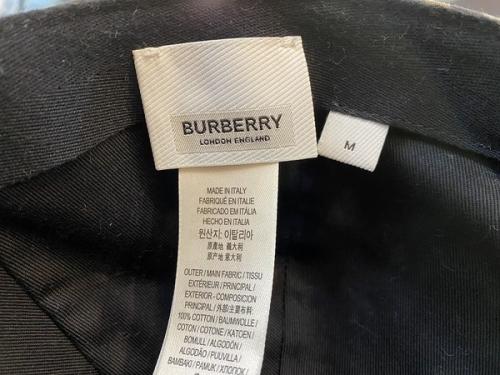 BURBERRY
LONDON ENGLAND
M
MADE IN ITALY
FABRIQUÉ EN ITALIE
FABRICADO EM ITÁLIA
HECHO EN ITALIA
원산지: 이탈리아
原產地: 義大利
原产地: 意大利
OUTER / MAIN FABRIC / TISSU
EXTÉRIEUR / PRINCIPAL /
EXTERIOR - COMPOSICION
PRINCIPAL / 外部/主要布料
100% COTTON / BAUMWOLLE /
COTON / COTONE / KATOEN /
BOMULL / ALGODÓN /
ALGODÃO / PUUVILLA /
BAMBAKI / PAMUK / ХЛОПОК /